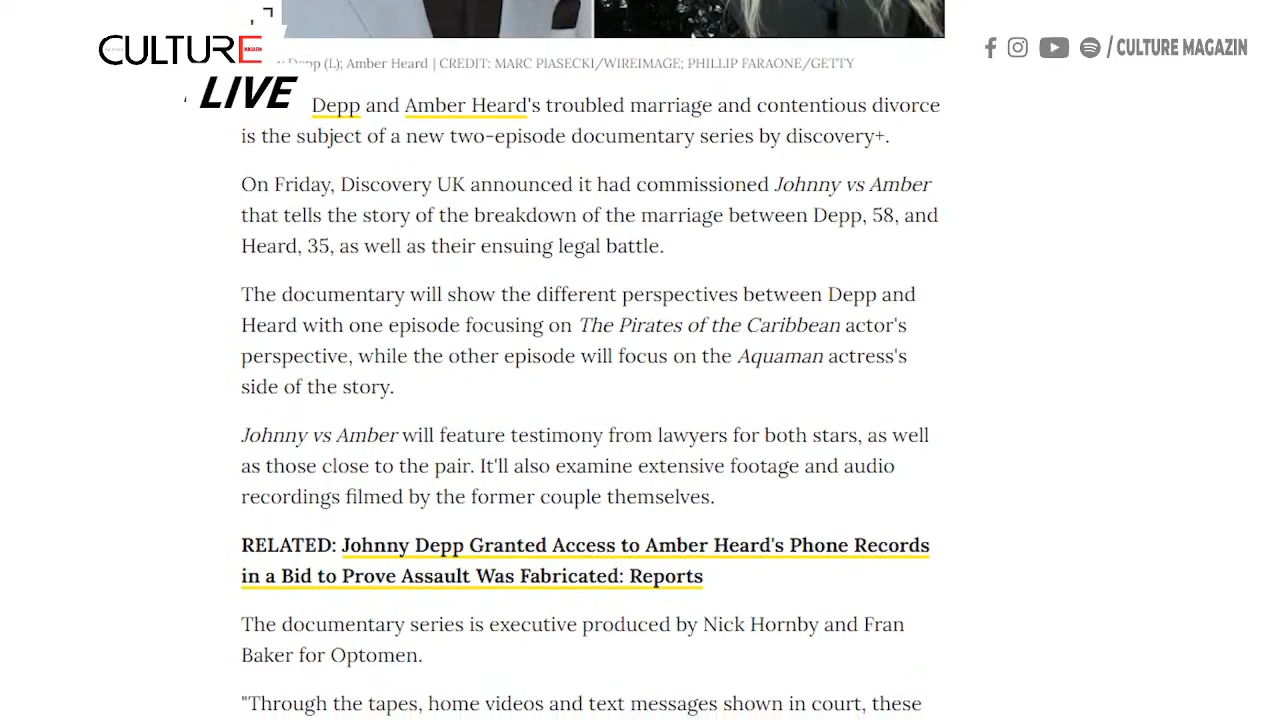 CULTURE
MAGAZIN
LIVE
/ CULTURE MAGAZIN
Depp (L); Amber Heard | CREDIT: MARC PIASECKI/WIREIMAGE; PHILLIP FARAONE/GETTY
Depp and Amber Heard's troubled marriage and contentious divorce
is the subject of a new two-episode documentary series by discovery+.
On Friday, Discovery UK announced it had commissioned Johnny vs Amber
that tells the story of the breakdown of the marriage between Depp, 58, and
Heard, 35, as well as their ensuing legal battle.
The documentary will show the different perspectives between Depp and
Heard with one episode focusing on The Pirates of the Caribbean actor's
perspective, while the other episode will focus on the Aquaman actress's
side of the story.
Johnny vs Amber will feature testimony from lawyers for both stars, as well
as those close to the pair. It'll also examine extensive footage and audio
recordings filmed by the former couple themselves.
RELATED: Johnny Depp Granted Access to Amber Heard's Phone Records
in a Bid to Prove Assault Was Fabricated: Reports
The documentary series is executive produced by Nick Hornby and Fran
Baker for Optomen.
"Through the tapes, home videos and text messages shown in court, these